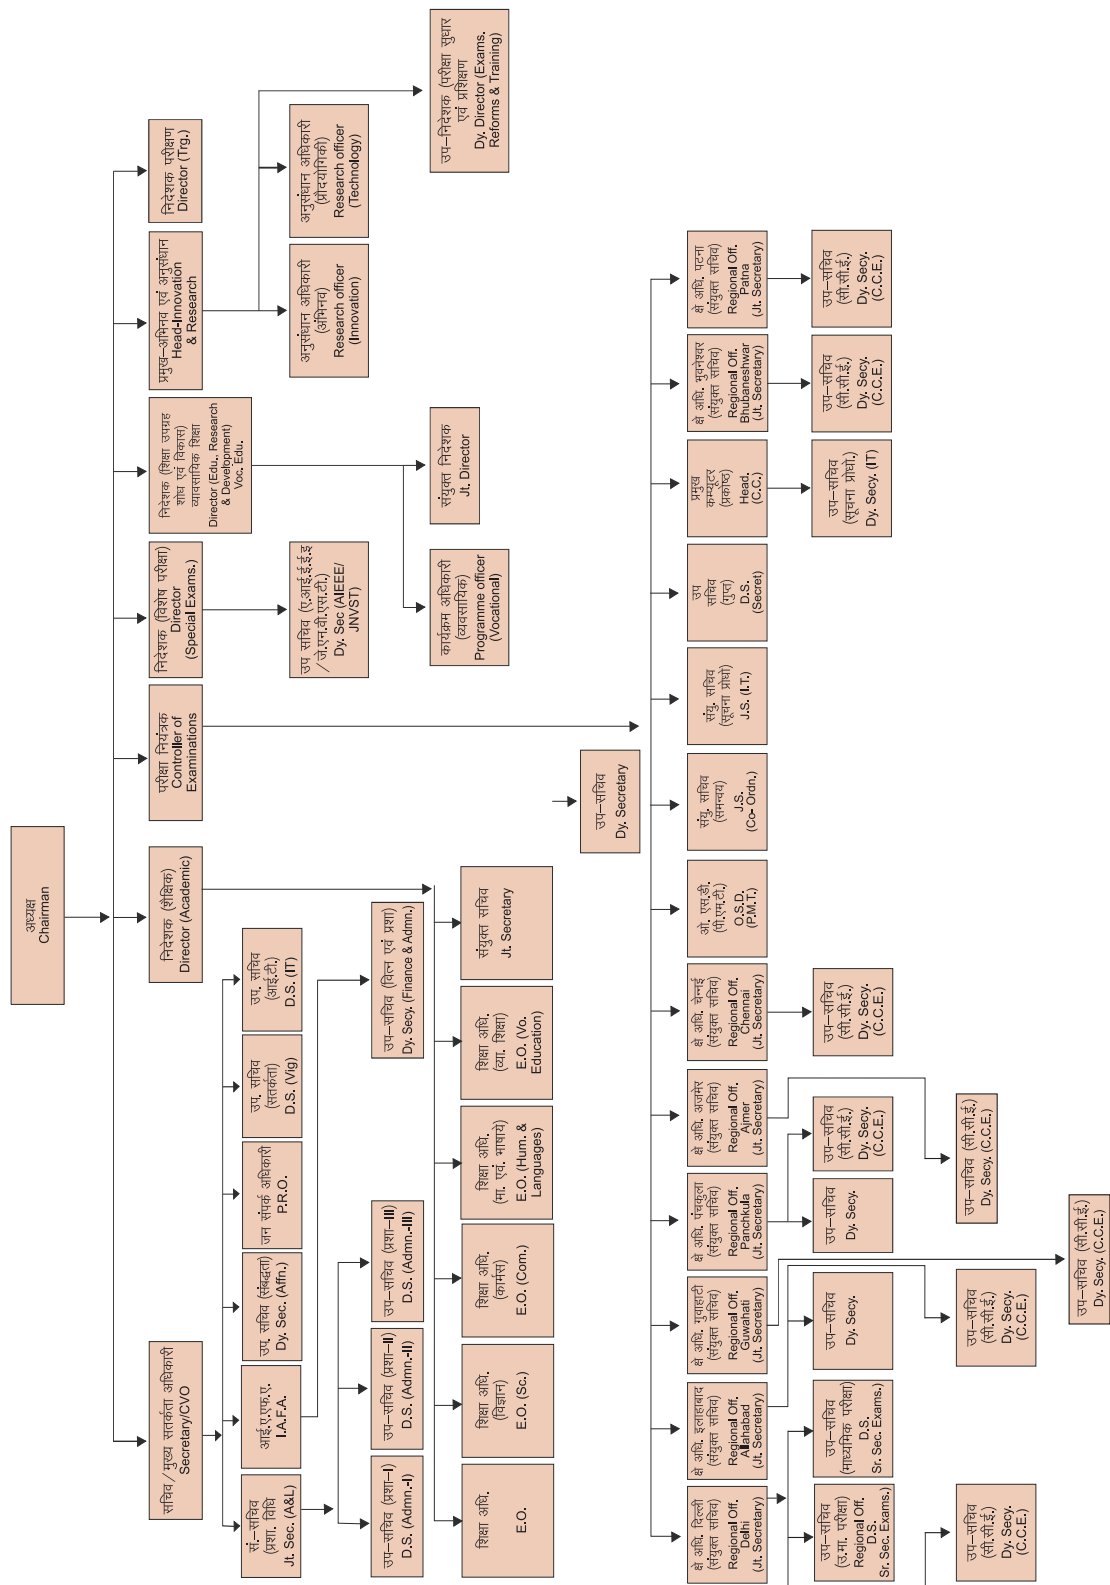 अध्यक्ष
Chairman
सचिव/मुख्य सतर्कता अधिकारी
Secretary/CVO
निदेशक (शैक्षिक)
Director (Academic)
परीक्षा नियंत्रक
Controller of
Examinations
निदेशक (विशेष परीक्षा)
Director
(Special Exams.)
निदेशक (शिक्षा उपग्रह
शोध एवं विकास)
व्यावसायिक शिक्षा
Director (Edu., Research
& Development)
Voc. Edu.
प्रमुख–अभिनव एवं अनुसंधान
Head-Innovation
& Research
निदेशक परीक्षण
Director (Trg.)
सं.–सचिव
(प्रशा. विधि
Jt. Sec. (A&L)
आई.ए.एफ.ए.
I.A.F.A.
उप. सचिव (संबद्धता)
Dy. Sec. (Affn.)
जन संपर्क अधिकारी
P.R.O.
उप. सचिव
(सतर्कता)
D.S. (Vig)
उप. सचिव
(आई.टी.)
D.S. (IT)
उप सचिव (ए.आई.ई.ई.ई.इ
/जे.एन.वी.एस.टी.)
Dy. Sec (AIEEE/
JNVST)
अनुसंधान अधिकारी
(अंभिनव)
Research officer
(Innovation)
अनुसंधान अधिकारी
(प्रौदयोगिकी)
Research officer
(Technology)
उप–सचिव (प्रशा–I)
D.S. (Admn.-I)
उप–सचिव (प्रशा–II)
D.S. (Admn.-II)
उप–सचिव (प्रशा–III)
D.S. (Admn.-III)
उप–सचिव (वित्न एवं प्रशा)
Dy. Secy. (Finance & Admn.)
कार्यक्रम अधिकारी
(व्यवसायिक)
Programme officer
(Vocational)
संयुक्त निदेशक
Jt. Director
उप–निदेशक (परीक्षा सुधार
एवं प्रशिक्षण
Dy. Director (Exams.
Reforms & Training)
शिक्षा अधि.
E.O.
शिक्षा अधि.
(विज्ञान)
E.O. (Sc.)
शिक्षा अधि.
(कार्मस)
E.O. (Com.)
शिक्षा अधि.
(मा. एवं. भाषाये)
E.O. (Hum. &
Languages)
शिक्षा अधि.
(व्या. शिक्षा)
E.O. (Vo.
Education)
संयुक्त सचिव
Jt. Secretary
उप–सचिव
Dy. Secretary
क्षे अधि. दिल्ली
(संयुक्त सचिव)
Regional Off.
Delhi
(Jt. Secretary)
क्षे अधि. इलाहाबाद
(संयुक्त सचिव)
Regional Off.
Allahabad
(Jt. Secretary)
क्षे अधि. गुवाहाटी
(संयुक्त सचिव)
Regional Off.
Guwahati
(Jt. Secretary)
क्षे अधि. पंचकुला
(संयुक्त सचिव)
Regional Off.
Panchkula
(Jt. Secretary)
क्षे अधि. अजमेर
(संयुक्त सचिव)
Regional Off.
Ajmer
(Jt. Secretary)
क्षे अधि. चेन्नई
(संयुक्त सचिव)
Regional Off.
Chennai
(Jt. Secretary)
ओ. एस.डी.
(पी.एम.टी.)
O.S.D.
(P.M.T.)
संयु. सचिव
(समन्वय)
J.S.
(Co- Ordn.)
संयु. सचिव
(सूचना प्रोधो)
J.S. (I.T.)
उप
सचिव
(गुप्त)
D.S.
(Secret)
प्रमुख
कम्प्यूटर
(प्रकोष्ठ)
Head.
(C.C.)
क्षे अधि. भुवनेश्वर
(संयुक्त सचिव)
Regional Off.
Bhubaneshwar
(Jt. Secretary)
क्षे अधि. पटना
(संयुक्त सचिव)
Regional Off.
Patna
(Jt. Secretary)
उप–सचिव
(उ.मा. परीक्षा)
Regional Off.
D.S.
Sr. Sec. Exams.)
उप–सचिव
(माध्यमिक परीक्षा)
D.S.
Sr. Sec. Exams.)
उप–सचिव
Dy. Secy.
उप–सचिव
Dy. Secy.
उप–सचिव
(सी.सी.ई.)
Dy. Secy.
(C.C.E.)
उप–सचिव
(सी.सी.ई.)
Dy. Secy.
(C.C.E.)
उप–सचिव
(सूचना प्रोधो.)
Dy. Secy. (IT)
उप–सचिव
(सी.सी.ई.)
Dy. Secy.
(C.C.E.)
उप–सचिव
(सी.सी.ई.)
Dy. Secy.
(C.C.E.)
उप–सचिव
(सी.सी.ई.)
Dy. Secy.
(C.C.E.)
उप–सचिव
(सी.सी.ई.)
Dy. Secy.
(C.C.E.)
उप–सचिव (सी.सी.ई.)
Dy. Secy. (C.C.E.)
उप–सचिव (सी.सी.ई.)
Dy. Secy. (C.C.E.)